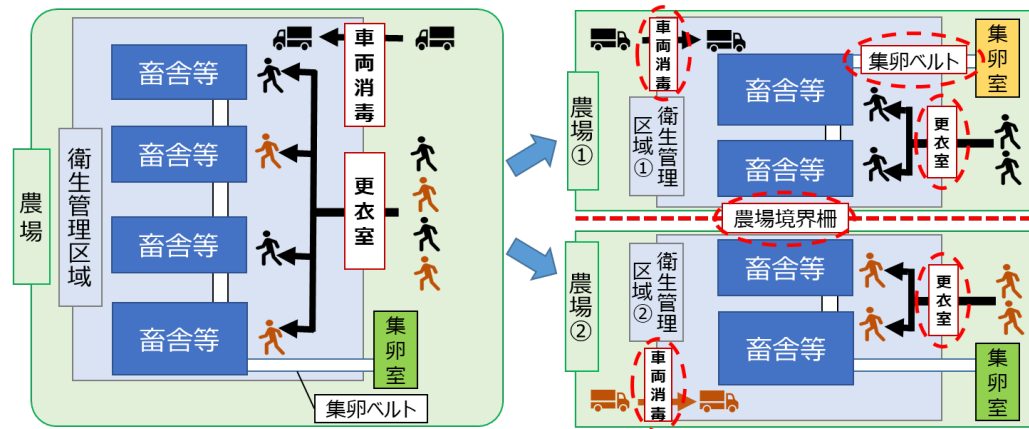 農場
衛生管理区域
畜舎等
畜舎等
畜舎等
畜舎等
車両消毒
更衣室
集卵室
集卵ベルト
農場①
衛生管理
区域①
車両消毒
畜舎等
畜舎等
集卵ベルト
集卵室
更衣室
農場境界柵
農場②
衛生管理
区域②
車両消毒
畜舎等
畜舎等
更衣室
集卵室